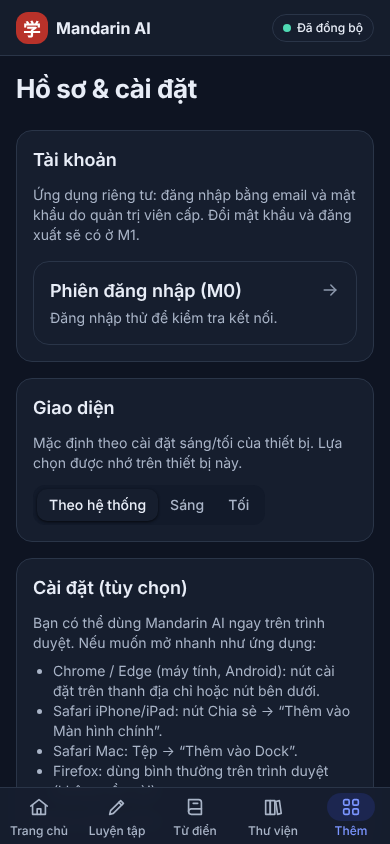 学 Mandarin AI Đã đồng bộ
Hồ sơ & cài đặt
Tài khoản
Ứng dụng riêng tư: đăng nhập bằng email và mật
khẩu do quản trị viên cấp. Đổi mật khẩu và đăng
xuất sẽ có ở M1.
Phiên đăng nhập (M0) →
Đăng nhập thử để kiểm tra kết nối.
Giao diện
Mặc định theo cài đặt sáng/tối của thiết bị. Lựa
chọn được nhớ trên thiết bị này.
Theo hệ thống Sáng Tối
Cài đặt (tùy chọn)
Bạn có thể dùng Mandarin AI ngay trên trình
duyệt. Nếu muốn mở nhanh như ứng dụng:
• Chrome / Edge (máy tính, Android): nút cài
đặt trên thanh địa chỉ hoặc nút bên dưới.
• Safari iPhone/iPad: nút Chia sẻ → “Thêm vào
Màn hình chính”.
• Safari Mac: Tệp → “Thêm vào Dock”.
• Firefox: dùng bình thường trên trình duyệt
Trang chủ Luyện tập Từ điển Thư viện Thêm